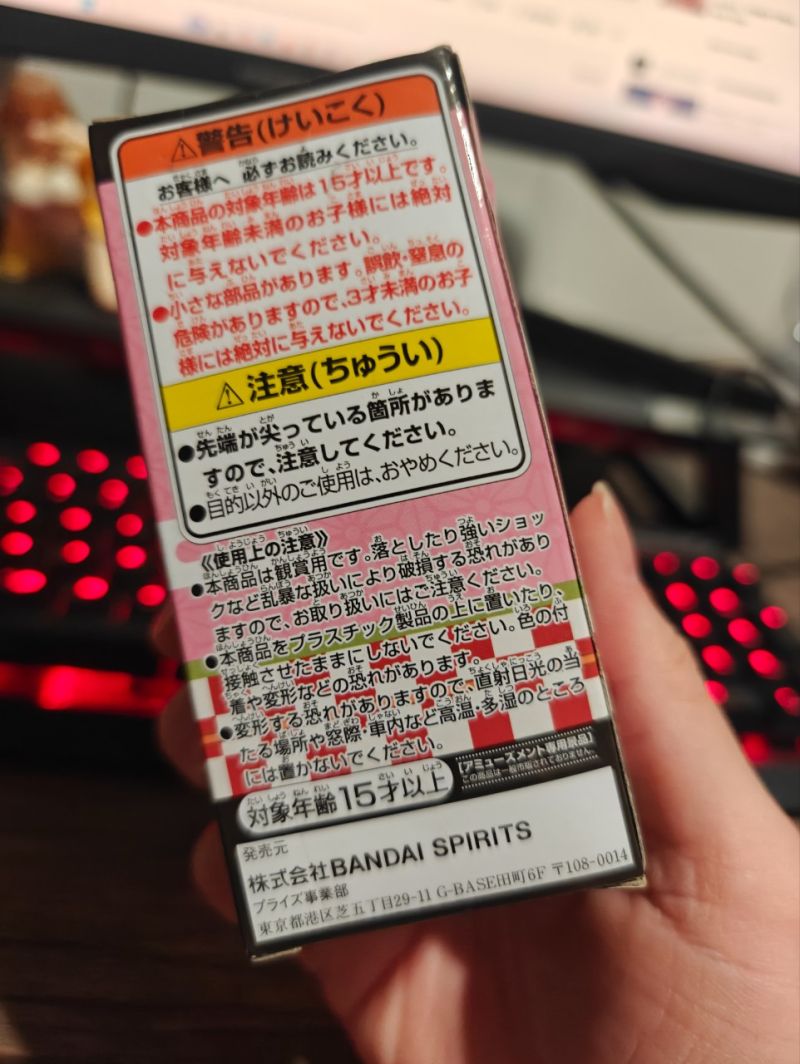 ⚠警告(けいこく)
お客様へ 必ずお読みください。
●本商品の対象年齢は15才以上です。
対象年齢未満のお子様には絶対
に与えないでください。
●小さな部品があります。誤飲・窒息の
危険がありますので、3才未満のお子
様には絶対に与えないでください。
⚠注意(ちゅうい)
●先端が尖っている箇所がありま
すので、注意してください。
●目的以外のご使用は、おやめください。
《使用上の注意》
●本商品は観賞用です。落としたり強いショッ
クなど乱暴な扱いにより破損する恐れがあり
ますので、お取り扱いにはご注意ください。
●本商品をプラスチック製品の上に置いたり、
接触させたままにしないでください。色の付
着や変形などの恐れがあります。
●変形する恐れがありますので、直射日光の当
たる場所や窓際・車内など高温・多湿のところ
には置かないでください。
対象年齢15才以上
【アミューズメント専用景品】
この商品は一般市販されておりません。
発売元
株式会社BANDAI SPIRITS
プライズ事業部
東京都港区芝五丁目29-11 G-BASE田町6F 〒108-0014